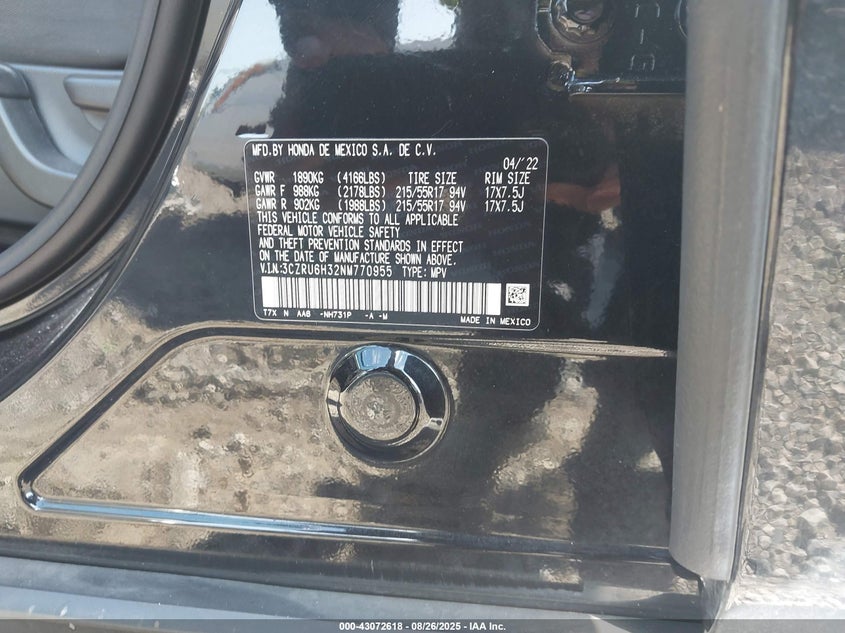 MFD.BY HONDA DE MEXICO S.A. DE C.V.
04/'22
GVWR 1890KG (4166LBS) TIRE SIZE RIM SIZE
GAWR F 988KG (2178LBS) 215/55R17 94V 17X7.5J
GAWR R 902KG (1988LBS) 215/55R17 94V 17X7.5J
THIS VEHICLE CONFORMS TO ALL APPLICABLE
FEDERAL MOTOR VEHICLE SAFETY
AND THEFT PREVENTION STANDARDS IN EFFECT
ON THE DATE OF MANUFACTURE SHOWN ABOVE.
V.I.N:3CZRU6H32NM770955 TYPE: MPV
T7X N AA8 -NH731P -A -M MADE IN MEXICO
000-43072618 - 08/26/2025 - IAA Inc.